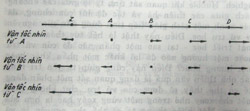 Z A B C D
Vận tốc nhìn
từ A
Vận tốc nhìn
từ B
Vận tốc nhìn
từ C